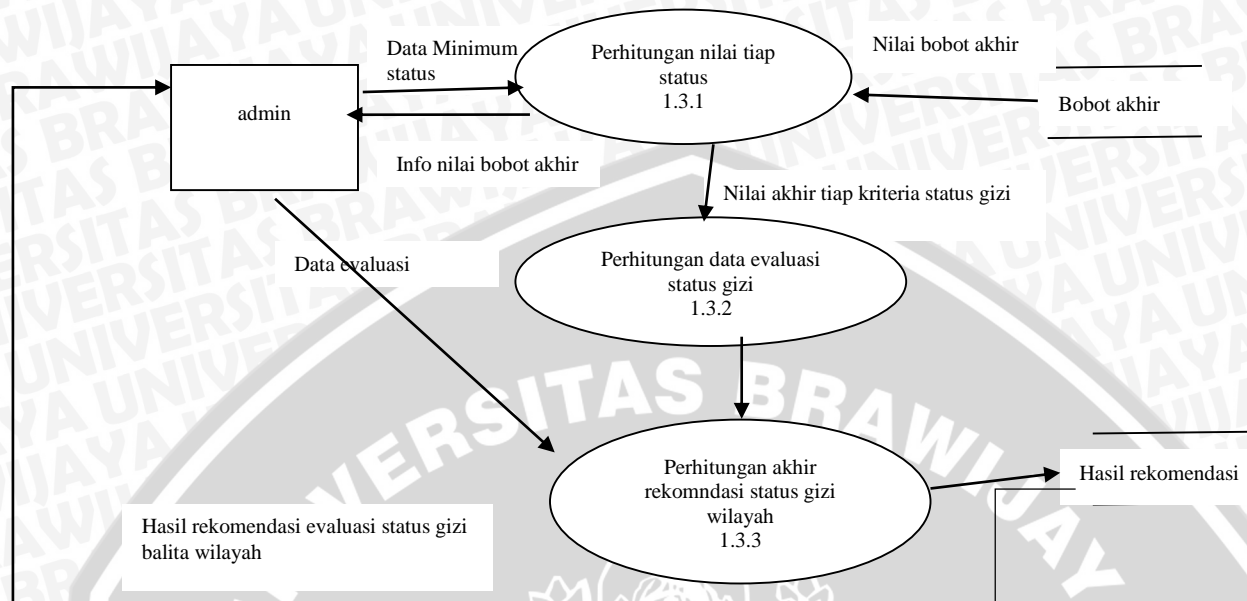 Data Minimum
status
Perhitungan nilai tiap
status
1.3.1
Nilai bobot akhir
admin
Bobot akhir
Info nilai bobot akhir
Nilai akhir tiap kriteria status gizi
Data evaluasi
Perhitungan data evaluasi
status gizi
1.3.2
Perhitungan akhir
rekomndasi status gizi
wilayah
1.3.3
Hasil rekomendasi
Hasil rekomendasi evaluasi status gizi
balita wilayah
UNIVERSITAS BRAWIJAYA